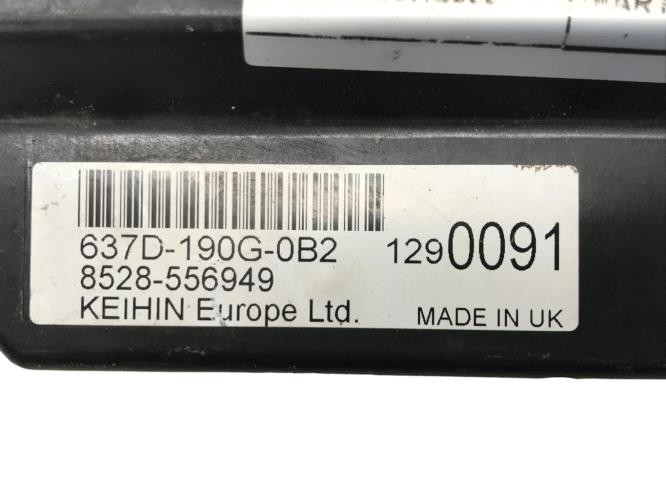 637D-190G-0B2 1290091
8528-556949
KEIHIN Europe Ltd. MADE IN UK